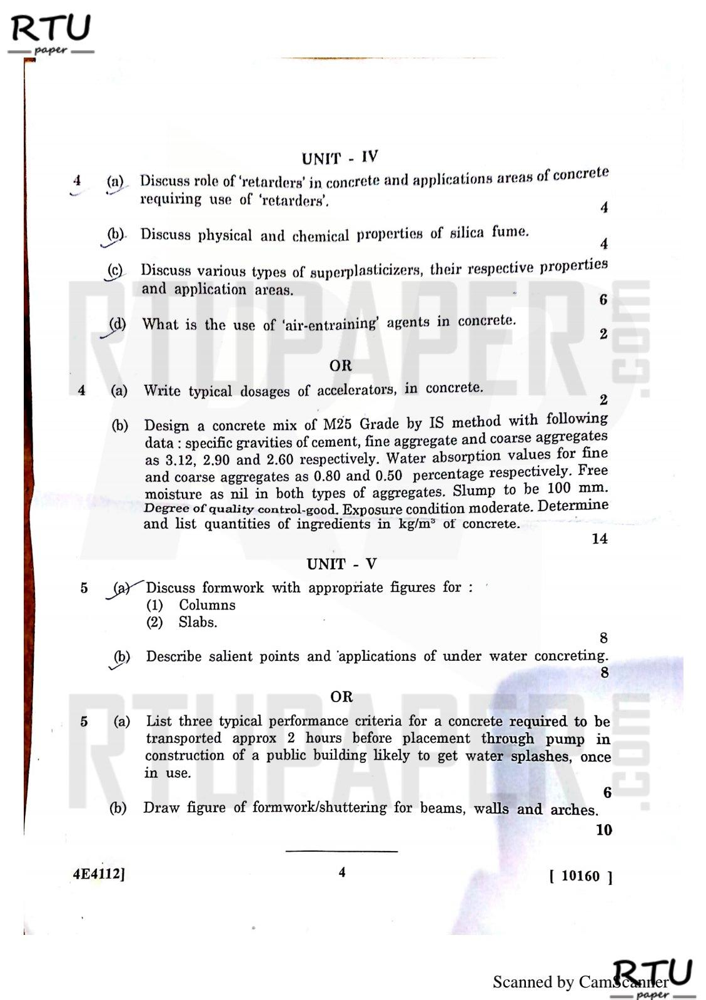 RTU
paper
UNIT - IV
4 (a) Discuss role of 'retarders' in concrete and applications areas of concrete
requiring use of 'retarders'.
4
(b) Discuss physical and chemical properties of silica fume.
4
(c) Discuss various types of superplasticizers, their respective properties
and application areas.
6
(d) What is the use of 'air-entraining' agents in concrete.
2
OR
4 (a) Write typical dosages of accelerators, in concrete.
2
(b) Design a concrete mix of M25 Grade by IS method with following
data : specific gravities of cement, fine aggregate and coarse aggregates
as 3.12, 2.90 and 2.60 respectively. Water absorption values for fine
and coarse aggregates as 0.80 and 0.50 percentage respectively. Free
moisture as nil in both types of aggregates. Slump to be 100 mm.
Degree of quality control-good. Exposure condition moderate. Determine
and list quantities of ingredients in kg/m³ of concrete.
14
UNIT - V
5 (a) Discuss formwork with appropriate figures for :
(1) Columns
(2) Slabs.
8
(b) Describe salient points and applications of under water concreting.
8
OR
5 (a) List three typical performance criteria for a concrete required to be
transported approx 2 hours before placement through pump in
construction of a public building likely to get water splashes, once
in use.
6
(b) Draw figure of formwork/shuttering for beams, walls and arches.
10
4E4112] 4 [ 10160 ]
Scanned by CamScanner
RTU
paper
RTUPAPER.com
RTUPAPER.com